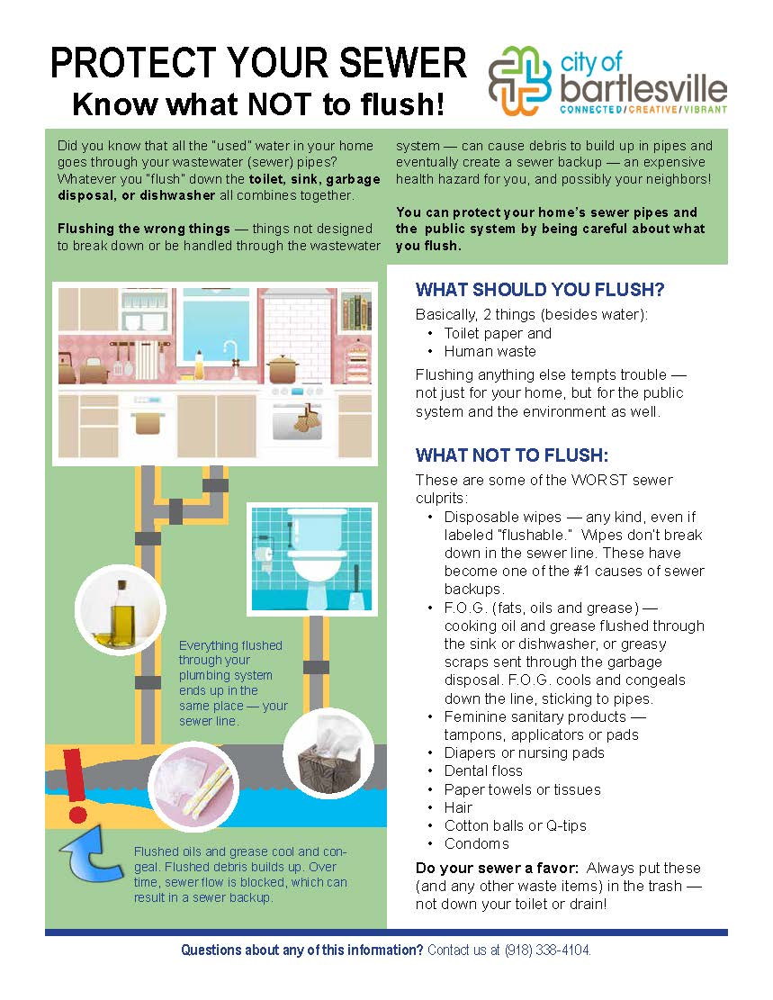 PROTECT YOUR SEWER
Know what NOT to flush!
city of
bartlesville
CONNECTED/CREATIVE/VIBRANT
Did you know that all the "used" water in your home
goes through your wastewater (sewer) pipes?
Whatever you "flush" down the toilet, sink, garbage
disposal, or dishwasher all combines together.
Flushing the wrong things — things not designed
to break down or be handled through the wastewater
system — can cause debris to build up in pipes and
eventually create a sewer backup — an expensive
health hazard for you, and possibly your neighbors!
You can protect your home's sewer pipes and
the public system by being careful about what
you flush.
Everything flushed
through your
plumbing system
ends up in the
same place — your
sewer line.
Flushed oils and grease cool and con-
geal. Flushed debris builds up. Over
time, sewer flow is blocked, which can
result in a sewer backup.
WHAT SHOULD YOU FLUSH?
Basically, 2 things (besides water):
• Toilet paper and
• Human waste
Flushing anything else tempts trouble —
not just for your home, but for the public
system and the environment as well.
WHAT NOT TO FLUSH:
These are some of the WORST sewer
culprits:
• Disposable wipes — any kind, even if
labeled "flushable." Wipes don't break
down in the sewer line. These have
become one of the #1 causes of sewer
backups.
• F.O.G. (fats, oils and grease) —
cooking oil and grease flushed through
the sink or dishwasher, or greasy
scraps sent through the garbage
disposal. F.O.G. cools and congeals
down the line, sticking to pipes.
• Feminine sanitary products —
tampons, applicators or pads
• Diapers or nursing pads
• Dental floss
• Paper towels or tissues
• Hair
• Cotton balls or Q-tips
• Condoms
Do your sewer a favor: Always put these
(and any other waste items) in the trash —
not down your toilet or drain!
Questions about any of this information? Contact us at (918) 338-4104.